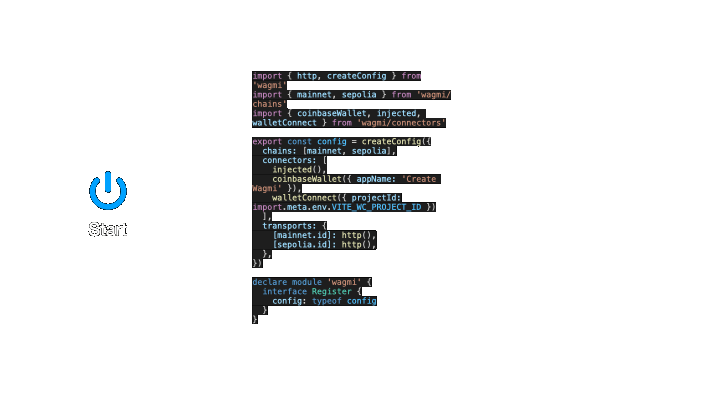 Start
import { http, createConfig } from
'wagmi'
import { mainnet, sepolia } from 'wagmi/
chains'
import { coinbaseWallet, injected,
walletConnect } from 'wagmi/connectors'
export const config = createConfig({
chains: [mainnet, sepolia],
connectors: [
injected(),
coinbaseWallet({ appName: 'Create
Wagmi' }),
walletConnect({ projectId:
import.meta.env.VITE_WC_PROJECT_ID })
],
transports: {
[mainnet.id]: http(),
[sepolia.id]: http(),
},
})
declare module 'wagmi' {
interface Register {
config: typeof config
}
}